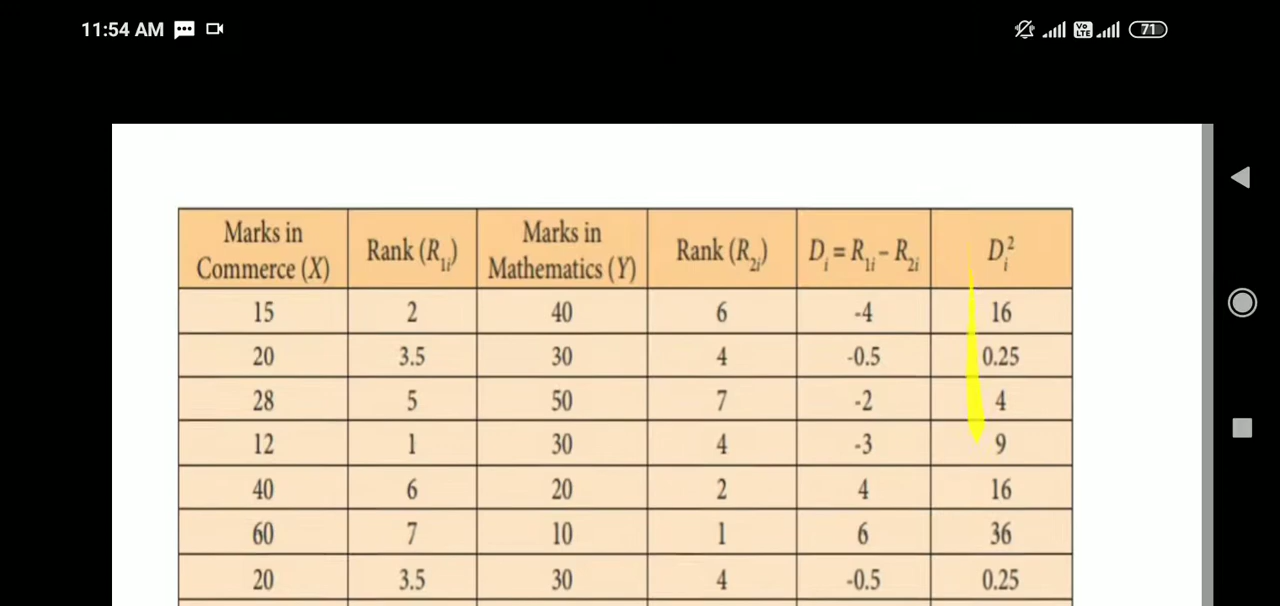 11:54 AM
Vo LTE 71
Marks in Commerce (X) Rank (R₁ᵢ) Marks in Mathematics (Y) Rank (R₂ᵢ) Dᵢ = R₁ᵢ – R₂ᵢ Dᵢ²
15 2 40 6 -4 16
20 3.5 30 4 -0.5 0.25
28 5 50 7 -2 4
12 1 30 4 -3 9
40 6 20 2 4 16
60 7 10 1 6 36
20 3.5 30 4 -0.5 0.25